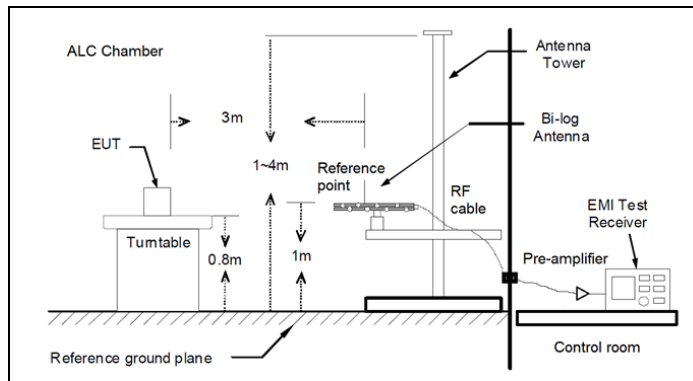 ALC Chamber
Antenna
Tower
3m
Bi-log
Antenna
EUT
1~4m
Reference
point
RF
cable
EMI Test
Receiver
Turntable
0.8m
1m
Pre-amplifier
Reference ground plane
Control room